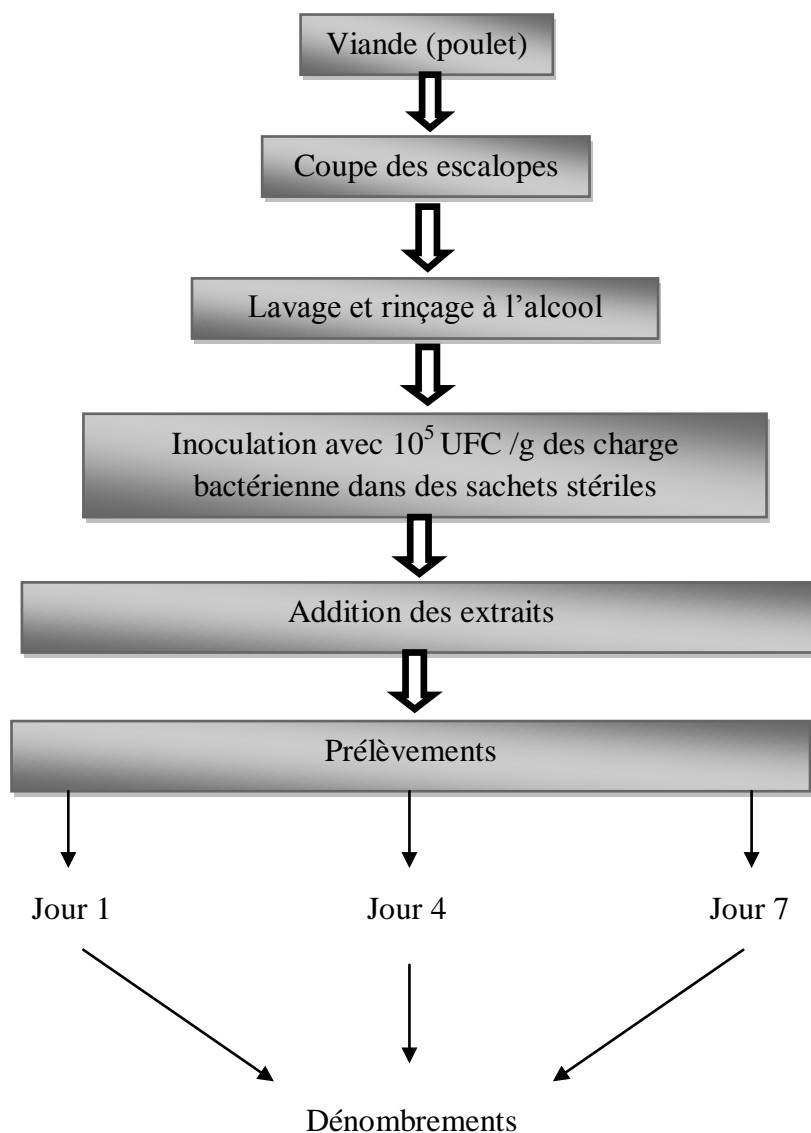 Viande (poulet)
Coupe des escalopes
Lavage et rinçage à l’alcool
Inoculation avec 10⁵ UFC /g des charge
bactérienne dans des sachets stériles
Addition des extraits
Prélèvements
Jour 1
Jour 4
Jour 7
Dénombrements